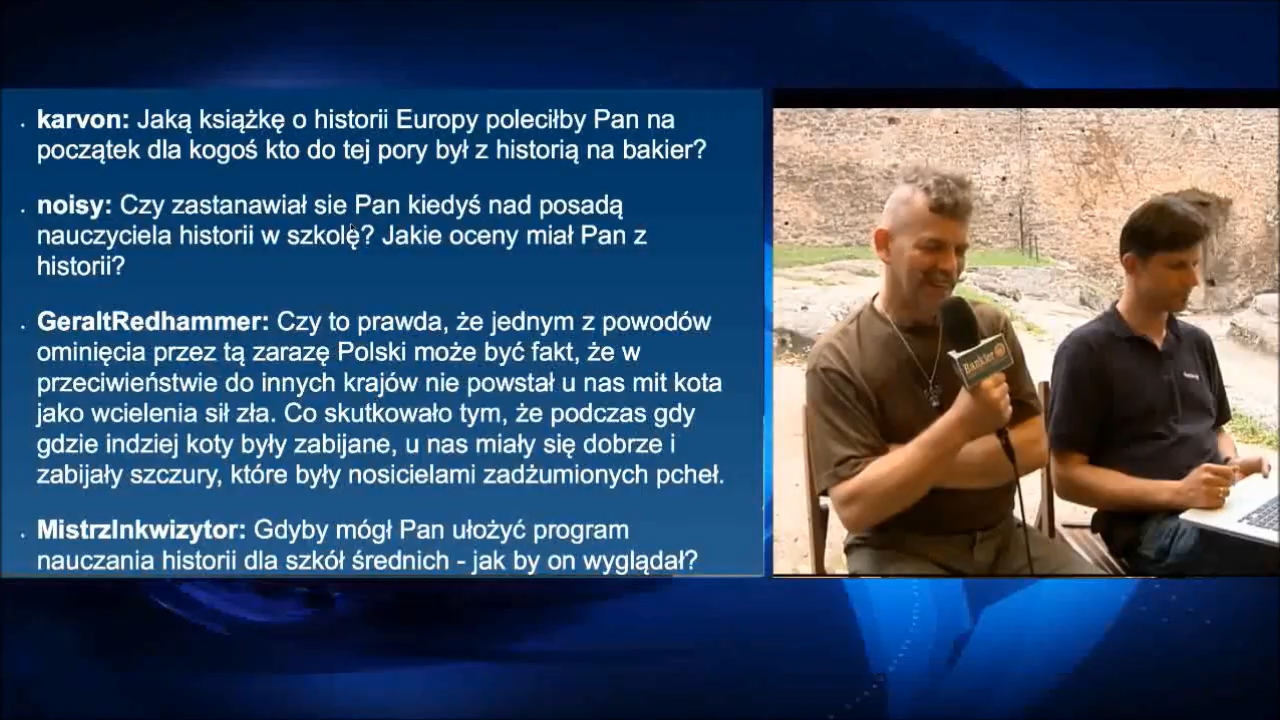 karvon: Jaką książkę o historii Europy poleciłby Pan na
początek dla kogoś kto do tej pory był z historią na bakier?
noisy: Czy zastanawiał sie Pan kiedyś nad posadą
nauczyciela historii w szkole? Jakie oceny miał Pan z
historii?
GeraltRedhammer: Czy to prawda, że jednym z powodów
ominięcia przez tą zarazę Polski może być fakt, że w
przeciwieństwie do innych krajów nie powstał u nas mit kota
jako wcielenia sił zła. Co skutkowało tym, że podczas gdy
gdzie indziej koty były zabijane, u nas miały się dobrze i
zabijały szczury, które były nosicielami zadżumionych pcheł.
MistrzInkwizytor: Gdyby mógł Pan ułożyć program
nauczania historii dla szkół średnich - jak by on wyglądał?
Bankier